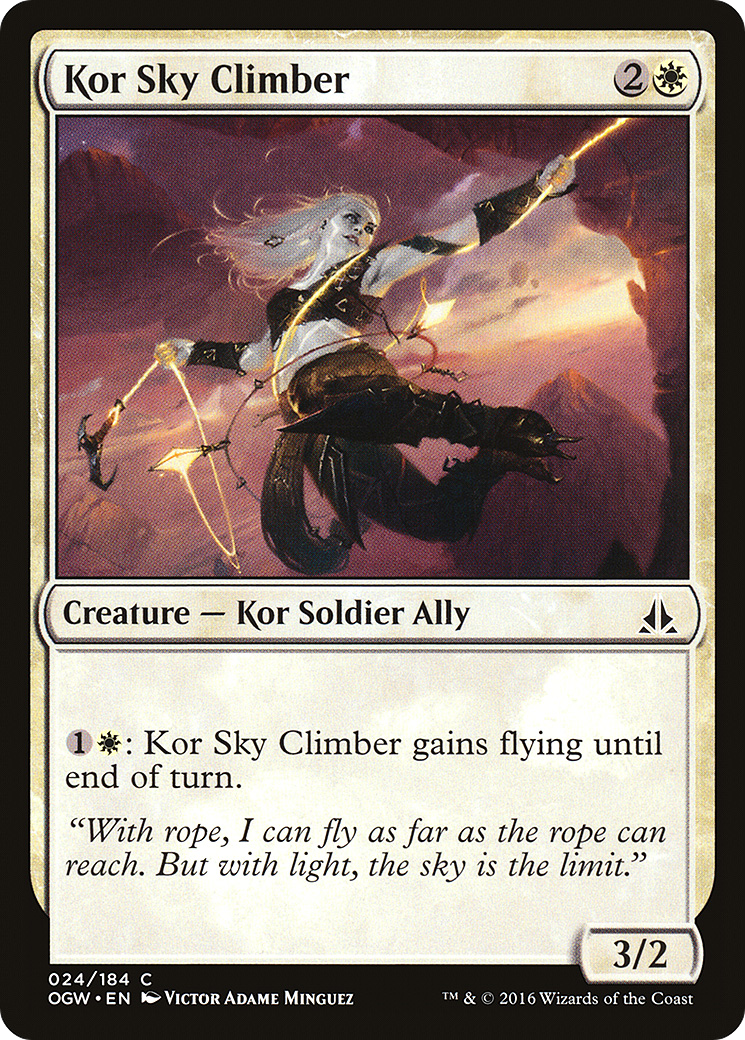 Kor Sky Climber 2
Creature — Kor Soldier Ally
1 : Kor Sky Climber gains flying until
end of turn.
“With rope, I can fly as far as the rope can
reach. But with light, the sky is the limit.”
3/2
024/184 C
OGW • EN Victor Adame Minguez ™ & © 2016 Wizards of the Coast